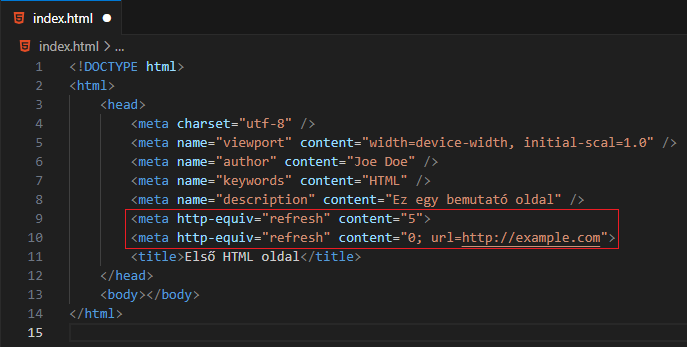 index.html
index.html > ...
1 <!DOCTYPE html>
2 <html>
3 <head>
4 <meta charset="utf-8" />
5 <meta name="viewport" content="width=device-width, initial-scal=1.0" />
6 <meta name="author" content="Joe Doe" />
7 <meta name="keywords" content="HTML" />
8 <meta name="description" content="Ez egy bemutató oldal" />
9 <meta http-equiv="refresh" content="5">
10 <meta http-equiv="refresh" content="0; url=http://example.com">
11 <title>Első HTML oldal</title>
12 </head>
13 <body></body>
14 </html>
15